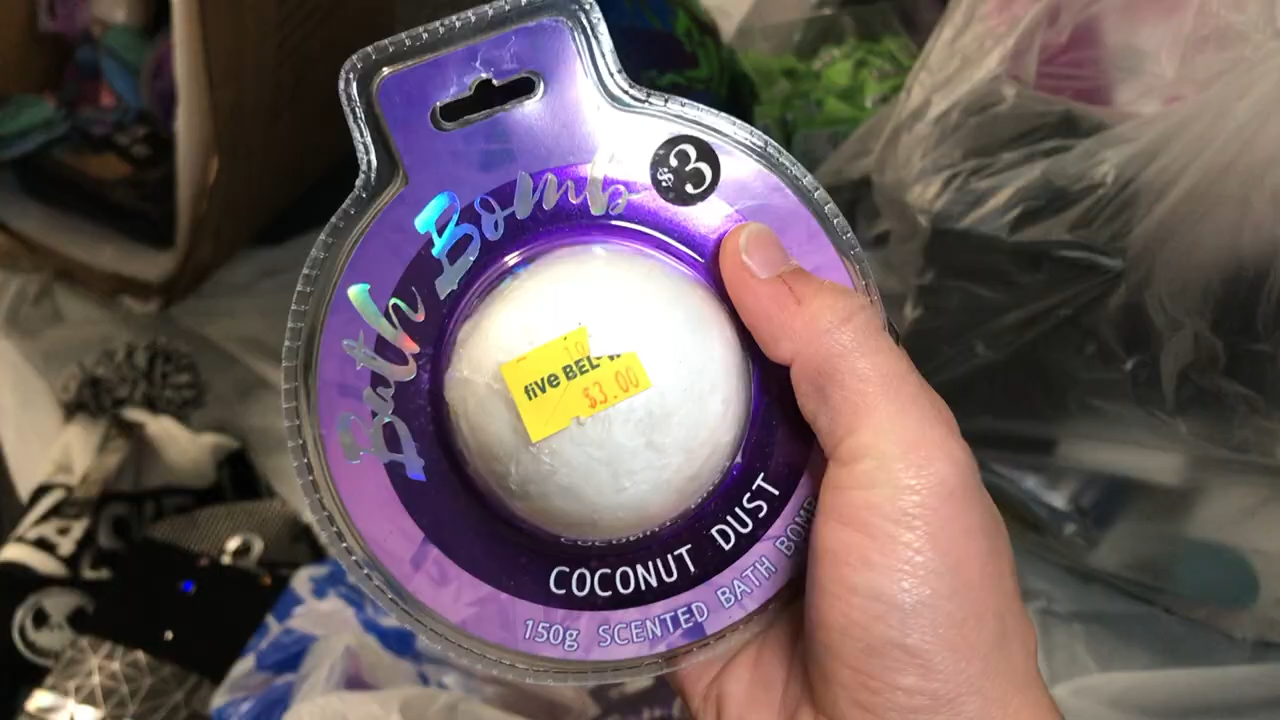 Bath Bomb
$3
five BEL
$3.00
COCONUT DUST
150g SCENTED BATH BOMB